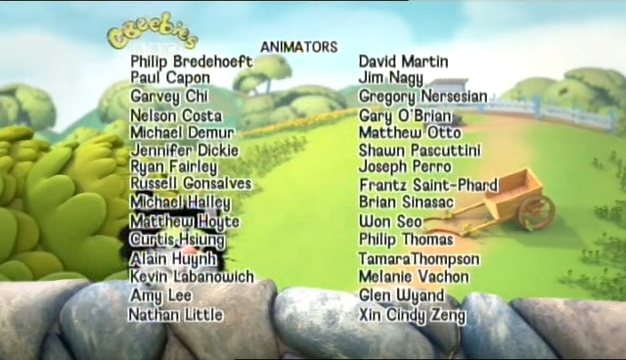 CBeebies
ANIMATORS
Philip Bredehoeft
Paul Capon
Garvey Chi
Nelson Costa
Michael Demur
Jennifer Dickie
Ryan Fairley
Russell Gonsalves
Michael Halley
Matthew Hoyte
Curtis Hsiung
Alain Huynh
Kevin Labanowich
Amy Lee
Nathan Little
David Martin
Jim Nagy
Gregory Nersesian
Gary O'Brian
Matthew Otto
Shawn Pascuttini
Joseph Perro
Frantz Saint-Phard
Brian Sinasac
Won Seo
Philip Thomas
TamaraThompson
Melanie Vachon
Glen Wyand
Xin Cindy Zeng